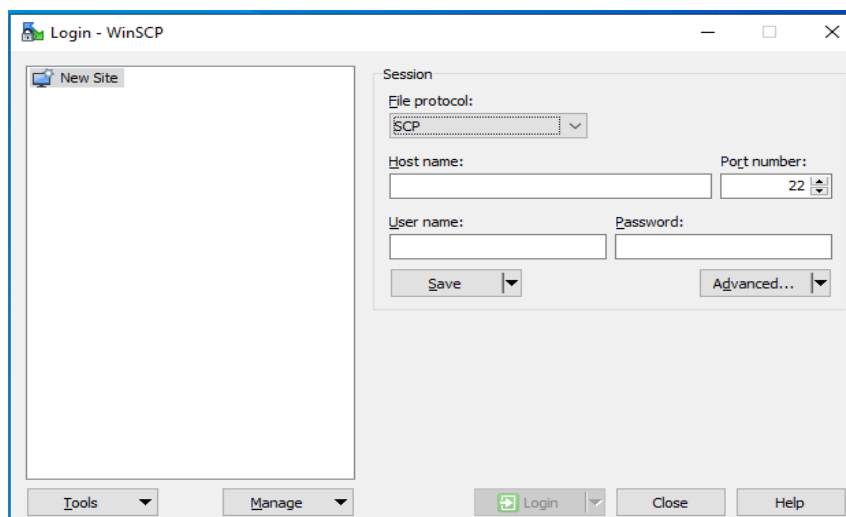 Login - WinSCP
New Site
Session
File protocol:
SCP
Host name:
Port number:
22
User name:
Password:
Save
Advanced...
Tools
Manage
Login
Close
Help